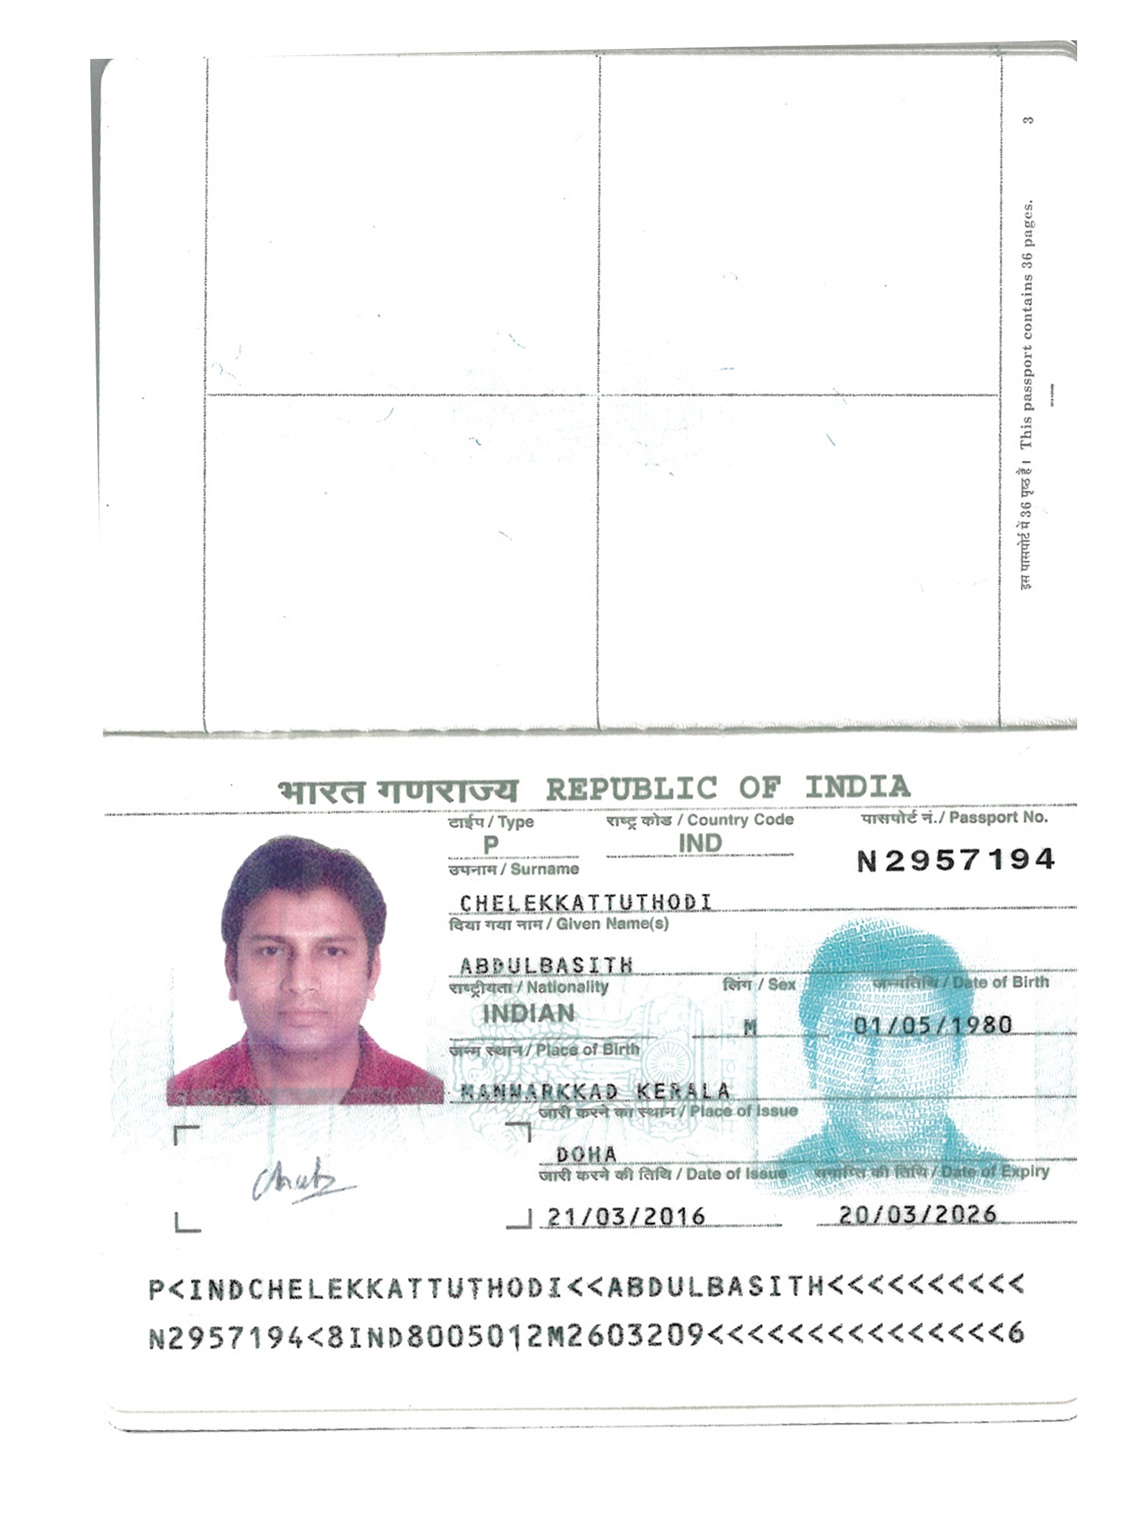 3
इस पासपोर्ट में 36 पृष्ठ हैं। This passport contains 36 pages.
भारत गणराज्य REPUBLIC OF INDIA
टाईप / Type राष्ट्र कोड / Country Code पासपोर्ट नं./ Passport No.
P IND N2957194
उपनाम / Surname
CHELEKKATTUTHODI
दिया गया नाम / Given Name(s)
ABDULBASITH
राष्ट्रीयता / Nationality लिंग / Sex जन्मतिथि / Date of Birth
INDIAN M 01/05/1980
जन्म स्थान / Place of Birth
MANNARKKAD KERALA
जारी करने का स्थान / Place of Issue
DOHA
जारी करने की तिथि / Date of Issue समाप्ति की तिथि / Date of Expiry
21/03/2016 20/03/2026
P<INDCHELEKKATTUTHODI<<ABDULBASITH<<<<<<<<<<
N2957194<8IND8005012M2603209<<<<<<<<<<<<<<<6